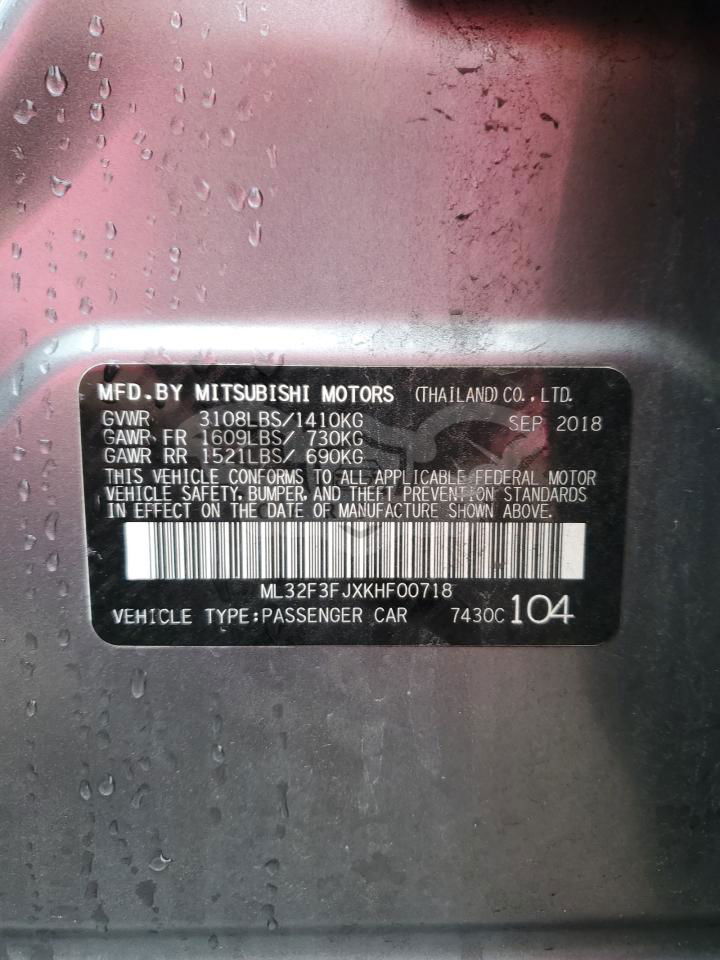 MFD.BY MITSUBISHI MOTORS (THAILAND) CO., LTD.
GVWR 3108LBS/1410KG SEP 2018
GAWR FR 1609LBS/ 730KG
GAWR RR 1521LBS/ 690KG
THIS VEHICLE CONFORMS TO ALL APPLICABLE FEDERAL MOTOR
VEHICLE SAFETY, BUMPER, AND THEFT PREVENTION STANDARDS
IN EFFECT ON THE DATE OF MANUFACTURE SHOWN ABOVE.
ML32F3FJXKHF00718
VEHICLE TYPE:PASSENGER CAR 7430C 104